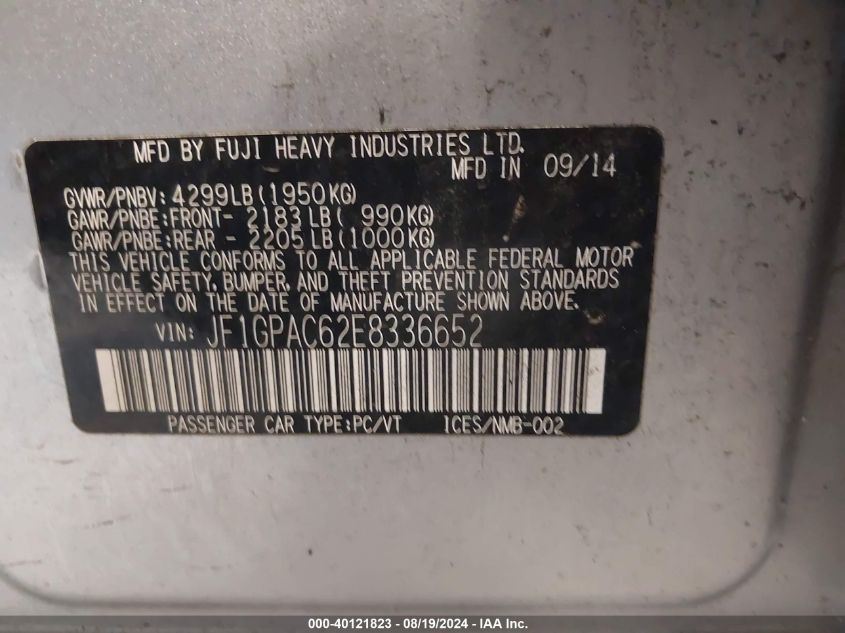 MFD BY FUJI HEAVY INDUSTRIES LTD.
MFD IN 09/14
GVWR/PNBV: 4299LB(1950KG)
GAWR/PNBE:FRONT- 2183LB( 990KG)
GAWR/PNBE:REAR - 2205LB(1000KG)
THIS VEHICLE CONFORMS TO ALL APPLICABLE FEDERAL MOTOR
VEHICLE SAFETY, BUMPER, AND THEFT PREVENTION STANDARDS
IN EFFECT ON THE DATE OF MANUFACTURE SHOWN ABOVE.
VIN: JF1GPAC62E8336652
PASSENGER CAR TYPE:PC/VT ICES/NMB-002
000-40121823 - 08/19/2024 - IAA Inc.